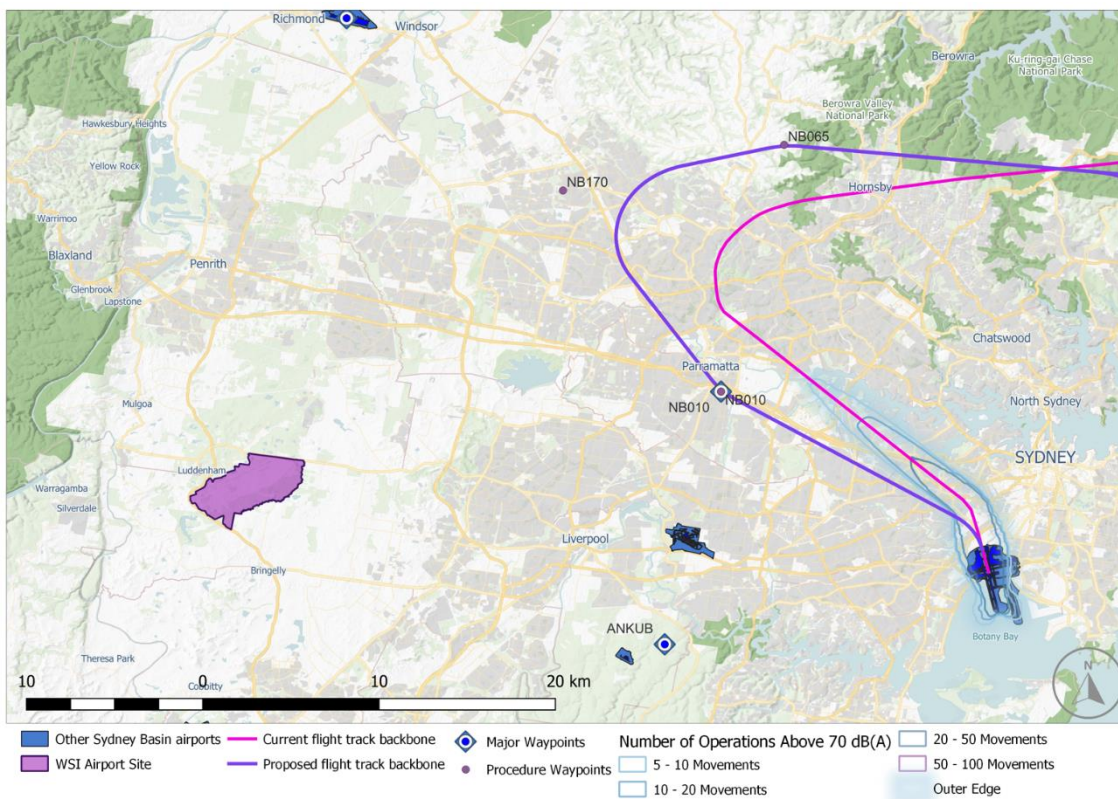 Richmond
Windsor
Berowra
Ku-ring-gai Chase
National Park
Berowra Valley
National Park
Hawkesbury Heights
NB065
Yellow Rock
NB170
Hornsby
Warrimoo
Blaxland
Penrith
Glenbrook
Lapstone
Chatswood
Parramatta
Mulgoa
NB010
NB010
North Sydney
SYDNEY
Luddenham
Warragamba
Silverdale
Liverpool
Bringelly
ANKUB
Botany Bay
Theresa Park
N
Cobbitty
10 0 10 20 km
Other Sydney Basin airports
WSI Airport Site
Current flight track backbone
Proposed flight track backbone
Major Waypoints
Procedure Waypoints
Number of Operations Above 70 dB(A)
5 - 10 Movements
10 - 20 Movements
20 - 50 Movements
50 - 100 Movements
Outer Edge